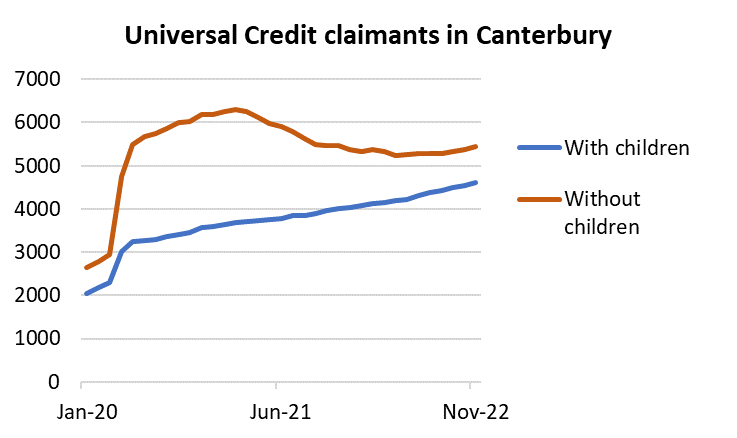 Universal Credit claimants in Canterbury
7000
6000
5000
4000
3000
2000
1000
0
Jan-20
Jun-21
Nov-22
With children
Without
children